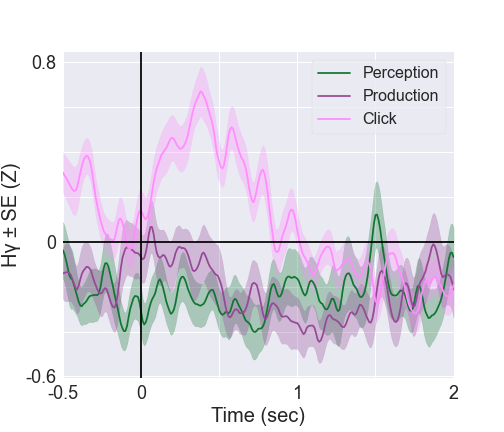 0.8
Perception
Production
Click
Hγ ± SE (Z)
0
-0.6
-0.5
0
1
2
Time (sec)